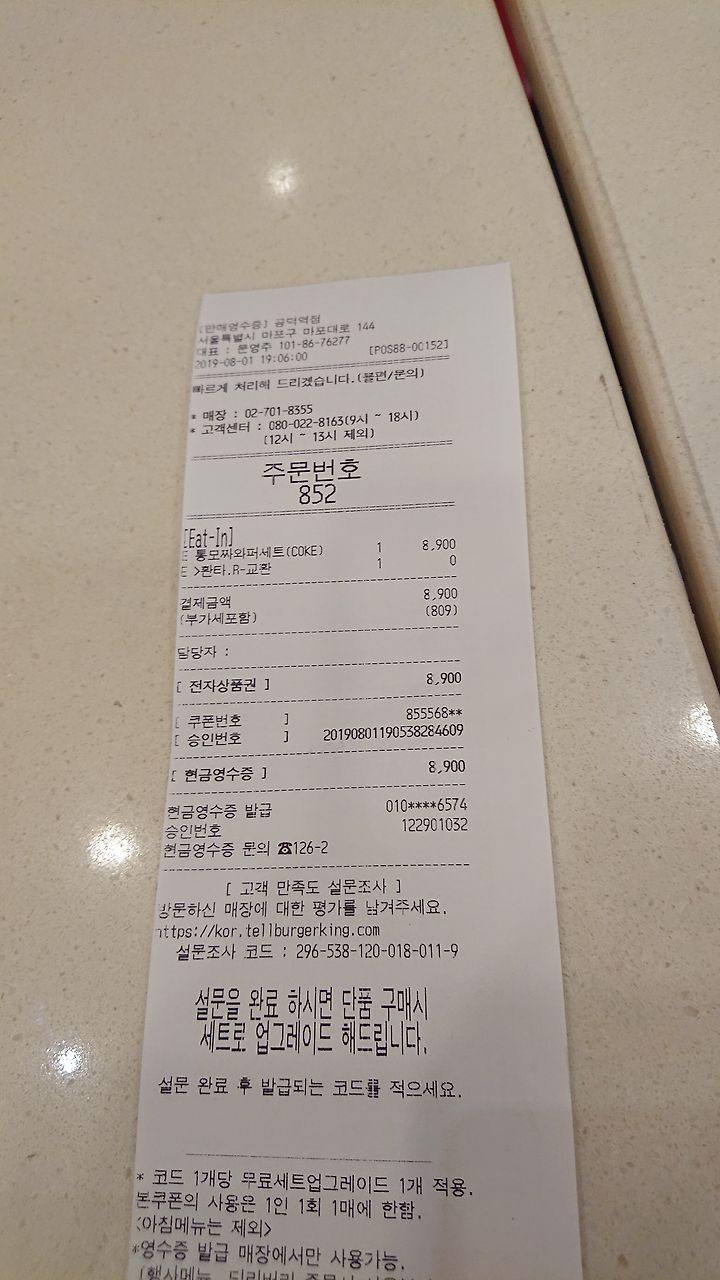 [판매영수증] 공덕역점
서울특별시 마포구 마포대로 144
대표 : 문영주 101-86-76277
2019-08-01 19:06:00 [POS88-00152]
빠르게 처리해 드리겠습니다.(불편/문의)
* 매장 : 02-701-8355
* 고객센터 : 080-022-8163(9시 ~ 18시)
(12시 ~ 13시 제외)
주문번호
852
[Eat-In]
E 통모짜와퍼세트(COKE) 1 8,900
E >환타.R-교환 1 0
결제금액 8,900
(부가세포함) (809)
담당자 :
[ 전자상품권 ] 8,900
[ 쿠폰번호 ] 855568**
[ 승인번호 ] 20190801190538284609
[ 현금영수증 ] 8,900
현금영수증 발급 010****6574
승인번호 122901032
현금영수증 문의 ☎126-2
[ 고객 만족도 설문조사 ]
방문하신 매장에 대한 평가를 남겨주세요.
https://kor.tellburgerking.com
설문조사 코드 : 296-538-120-018-011-9
설문을 완료 하시면 단품 구매시
세트로 업그레이드 해드립니다.
설문 완료 후 발급되는 코드를 적으세요.
* 코드 1개당 무료세트업그레이드 1개 적용.
본쿠폰의 사용은 1인 1회 1매에 한함.
<아침메뉴는 제외>
*영수증 발급 매장에서만 사용가능.